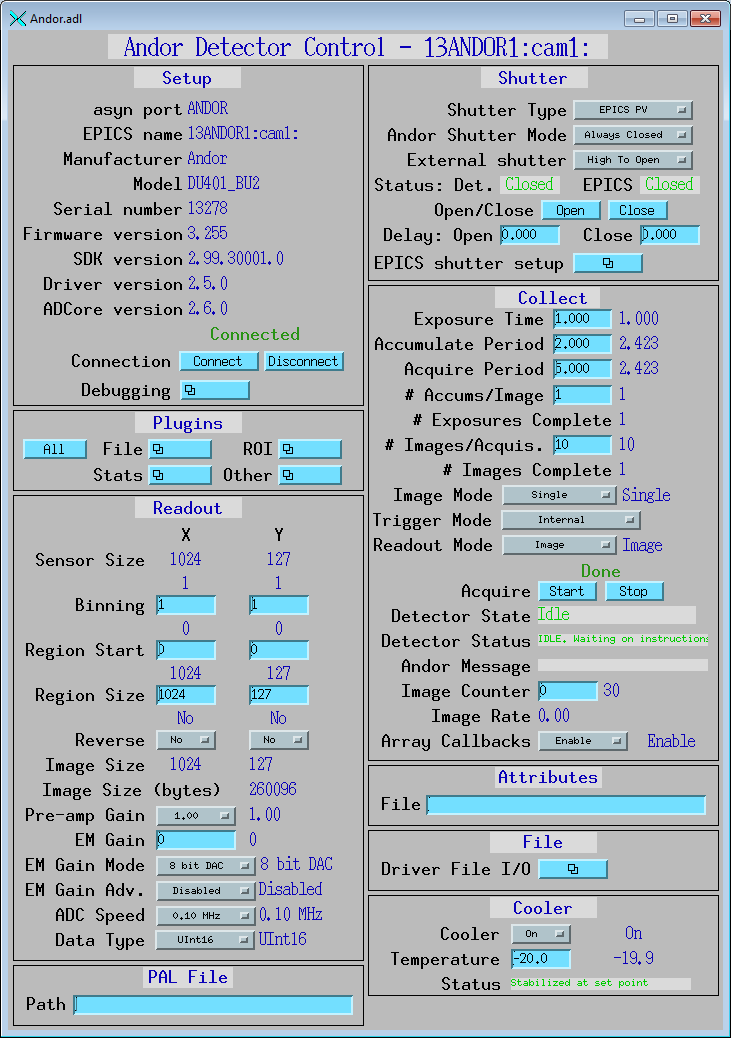 Andor.adl
Andor Detector Control - 13ANDOR1:cam1:
Setup
asyn port ANDOR
EPICS name 13ANDOR1:cam1:
Manufacturer Andor
Model DU401_BU2
Serial number 13278
Firmware version 3.255
SDK version 2.99.30001.0
Driver version 2.5.0
ADCore version 2.6.0
Connected
Connection Connect Disconnect
Debugging
Plugins
All File ROI
Stats Other
Readout
X Y
Sensor Size 1024 127
1 1
Binning 1 1
0 0
Region Start 0 0
1024 127
Region Size 1024 127
No No
Reverse No No
Image Size 1024 127
Image Size (bytes) 260096
Pre-amp Gain 1.00 1.00
EM Gain 0 0
EM Gain Mode 8 bit DAC 8 bit DAC
EM Gain Adv. Disabled Disabled
ADC Speed 0.10 MHz 0.10 MHz
Data Type UInt16 UInt16
PAL File
Path
Shutter
Shutter Type EPICS PV
Andor Shutter Mode Always Closed
External shutter High To Open
Status: Det. Closed EPICS Closed
Open/Close Open Close
Delay: Open 0.000 Close 0.000
EPICS shutter setup
Collect
Exposure Time 1.000 1.000
Accumulate Period 2.000 2.423
Acquire Period 5.000 2.423
# Accums/Image 1 1
# Exposures Complete 1
# Images/Acquis. 10 10
# Images Complete 1
Image Mode Single Single
Trigger Mode Internal
Readout Mode Image Image
Done
Acquire Start Stop
Detector State Idle
Detector Status IDLE. Waiting on instructions
Andor Message
Image Counter 0 30
Image Rate 0.00
Array Callbacks Enable Enable
Attributes
File
File
Driver File I/O
Cooler
Cooler On On
Temperature -20.0 -19.9
Status Stabilized at set point